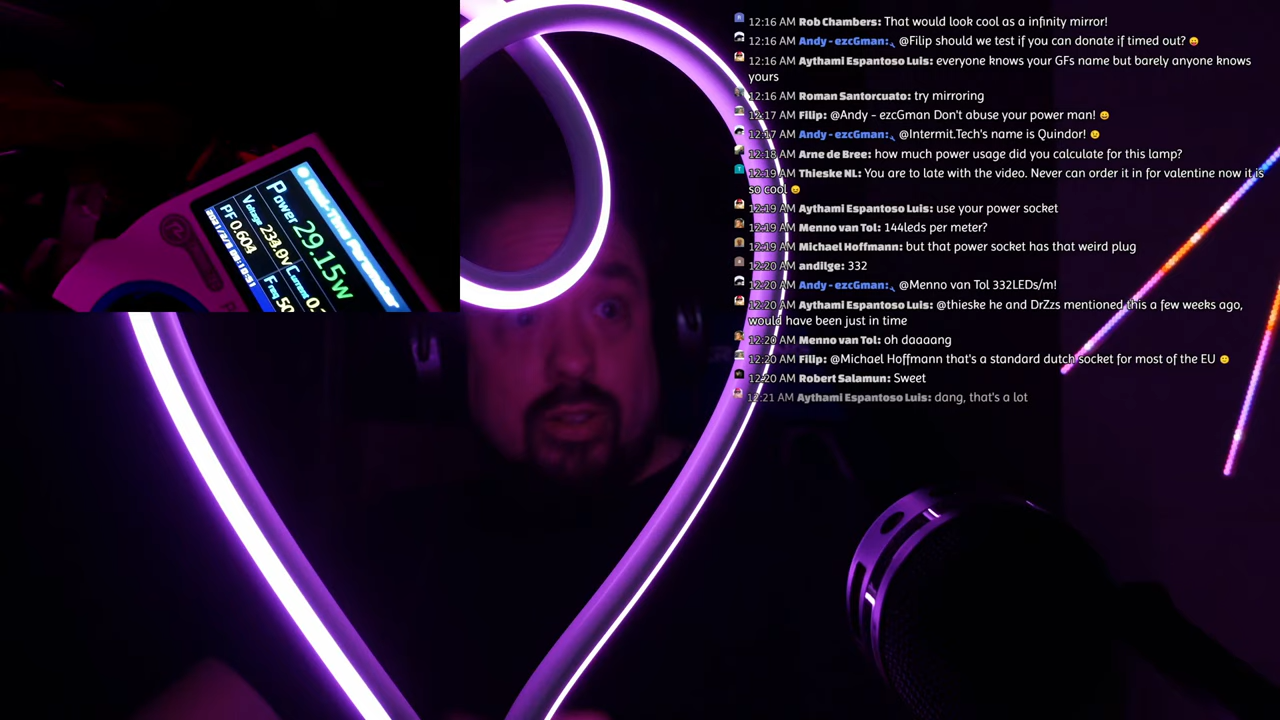 Real-Time Parameter
Power 29.15W
234.0V
PF 0.604
12:16 AM Rob Chambers: That would look cool as a infinity mirror!
12:16 AM Andy - ezcGman: @Filip should we test if you can donate if timed out? 😛
12:16 AM Aythami Espantoso Luis: everyone knows your GFs name but barely anyone knows
yours
12:16 AM Roman Santorcuato: try mirroring
12:17 AM Filip: @Andy - ezcGman Don't abuse your power man! 😀
12:17 AM Andy - ezcGman: @Intermit.Tech's name is Quindor! 😉
12:18 AM Arne de Bree: how much power usage did you calculate for this lamp?
12:19 AM Thieske NL: You are to late with the video. Never can order it in for valentine now it is
so cool 😉
12:19 AM Aythami Espantoso Luis: use your power socket
12:19 AM Menno van Tol: 144leds per meter?
12:19 AM Michael Hoffmann: but that power socket has that weird plug
12:20 AM andilge: 332
12:20 AM Andy - ezcGman: @Menno van Tol 332LEDs/m!
12:20 AM Aythami Espantoso Luis: @thieske he and DrZzs mentioned this a few weeks ago,
would have been just in time
12:20 AM Menno van Tol: oh daaaang
12:20 AM Filip: @Michael Hoffmann that's a standard dutch socket for most of the EU 🙂
12:20 AM Robert Salamun: Sweet
12:21 AM Aythami Espantoso Luis: dang, that's a lot